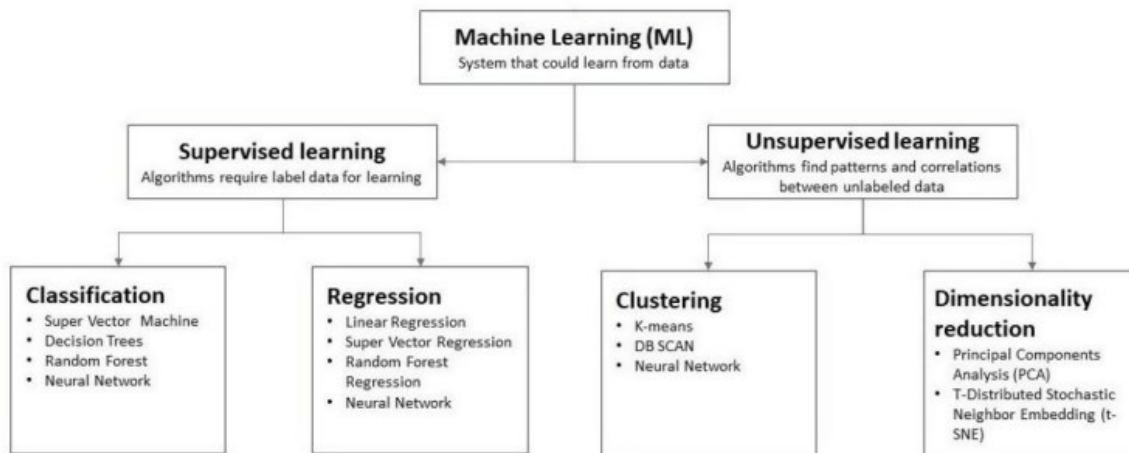 Machine Learning (ML)
System that could learn from data
Supervised learning
Algorithms require label data for learning
Unsupervised learning
Algorithms find patterns and correlations
between unlabeled data
Classification
• Super Vector Machine
• Decision Trees
• Random Forest
• Neural Network
Regression
• Linear Regression
• Super Vector Regression
• Random Forest
Regression
• Neural Network
Clustering
• K-means
• DB SCAN
• Neural Network
Dimensionality
reduction
• Principal Components
Analysis (PCA)
• T-Distributed Stochastic
Neighbor Embedding (t-
SNE)